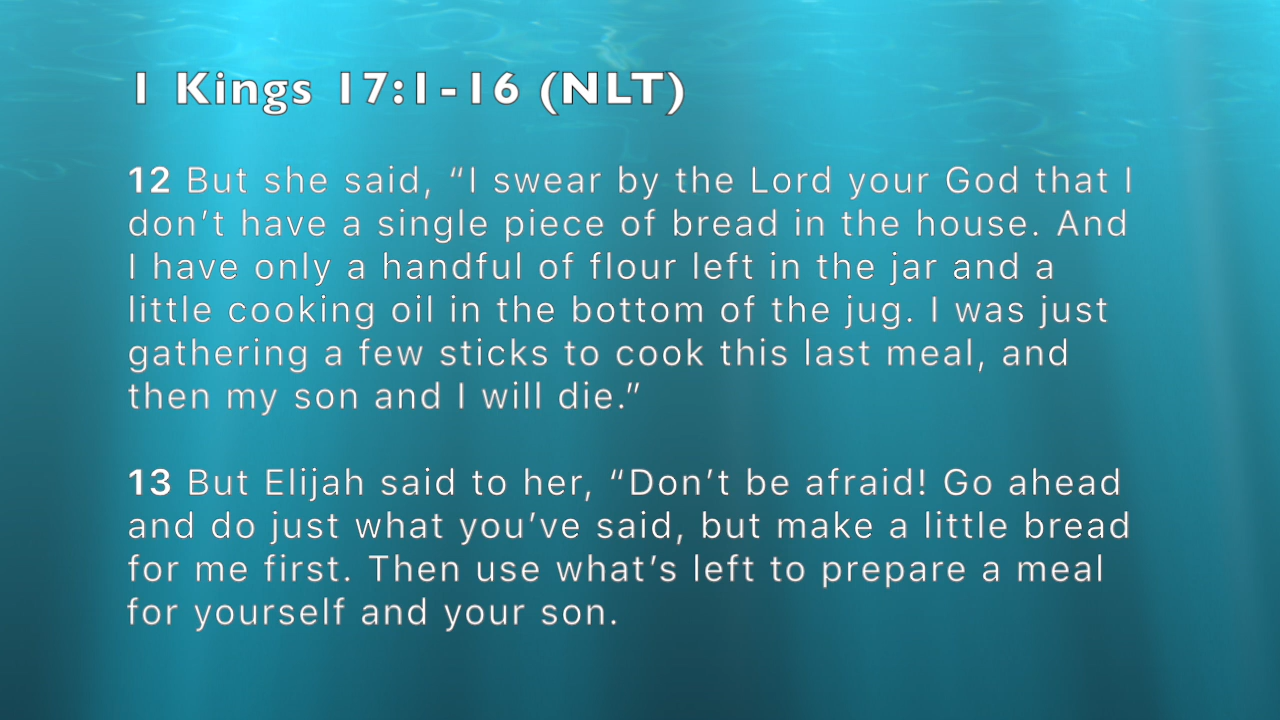 1 Kings 17:1-16 (NLT)
12 But she said, “I swear by the Lord your God that I
don’t have a single piece of bread in the house. And
I have only a handful of flour left in the jar and a
little cooking oil in the bottom of the jug. I was just
gathering a few sticks to cook this last meal, and
then my son and I will die.”
13 But Elijah said to her, “Don’t be afraid! Go ahead
and do just what you’ve said, but make a little bread
for me first. Then use what’s left to prepare a meal
for yourself and your son.